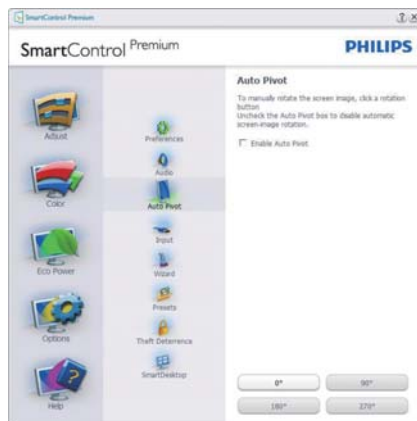 SmartControl Premium
SmartControl Premium
PHILIPS
Adjust
Color
Eco Power
Options
Help
Preferences
Audio
Auto Pivot
Input
Wizard
Presets
Theft Deterrence
SmartDesktop
Auto Pivot
To manually rotate the screen image, click a rotation
button
Uncheck the Auto Pivot box to disable automatic
screen-image rotation.
Enable Auto Pivot
0°
90°
180°
270°